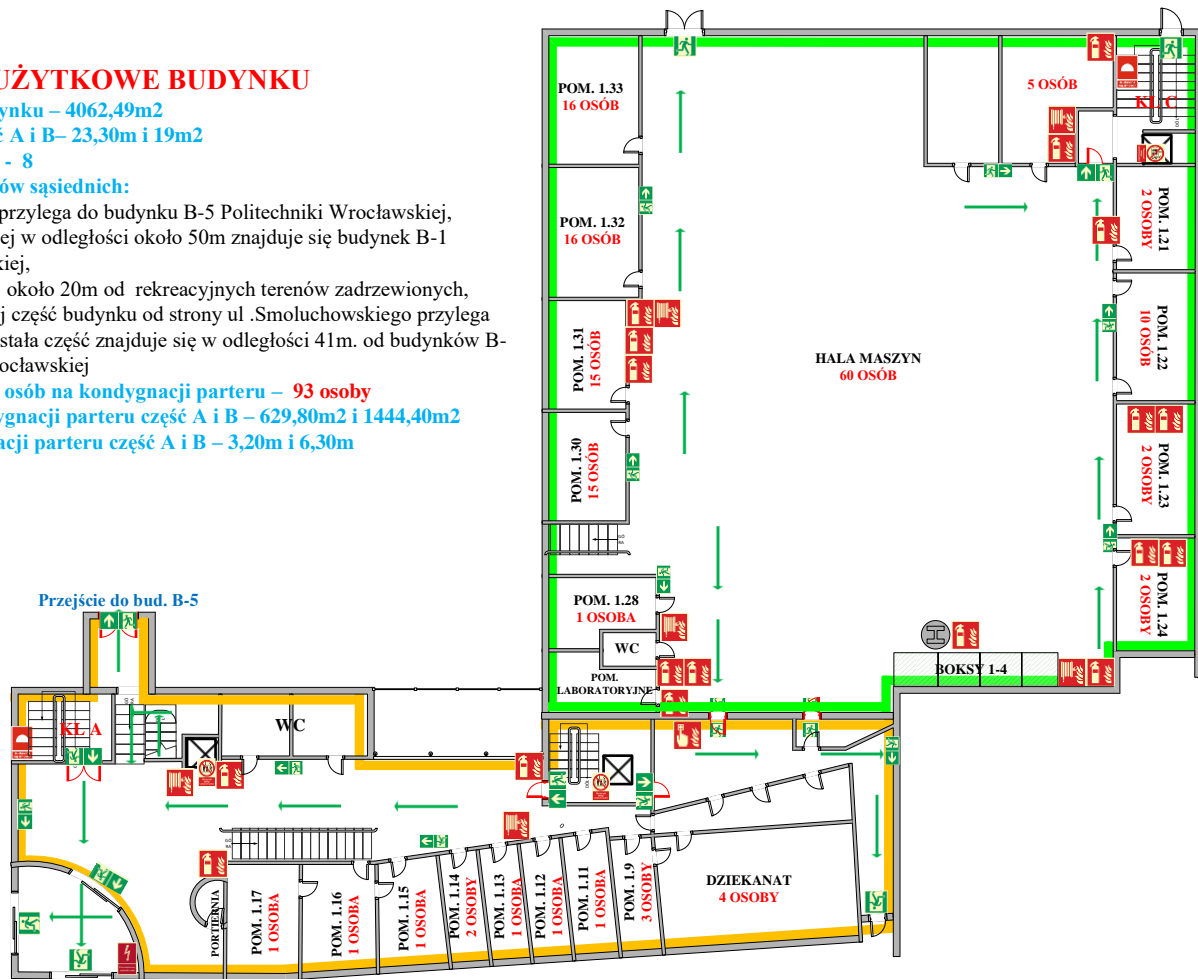 UŻYTKOWE BUDYNKU
dynku – 4062,49m2
ść A i B– 23,30m i 19m2
- 8
ów sąsiednich:
przylega do budynku B-5 Politechniki Wrocławskiej,
ej w odległości około 50m znajduje się budynek B-1
kiej,
około 20m od rekreacyjnych terenów zadrzewionych,
j część budynku od strony ul .Smoluchowskiego przylega
stała część znajduje się w odległości 41m. od budynków B-
rocławskiej
osób na kondygnacji parteru – 93 osoby
ygnacji parteru część A i B – 629,80m2 i 1444,40m2
acji parteru część A i B – 3,20m i 6,30m
POM. 1.33
16 OSÓB
POM. 1.32
16 OSÓB
POM. 1.31
15 OSÓB
POM. 1.30
15 OSÓB
GÓ
RA
POM. 1.28
1 OSOBA
WC
POM.
LABORATORYJNE
HALA MASZYN
60 OSÓB
5 OSÓB
KL C
POM. 1.21
2 OSOBY
POM. 1.22
10 OSÓB
POM. 1.23
2 OSOBY
POM. 1.24
2 OSOBY
BOKSY 1-4
Przejście do bud. B-5
KL A
WC
GÓ
RA
PORTIERNIA
POM. 1.17
1 OSOBA
POM. 1.16
1 OSOBA
POM. 1.15
1 OSOBA
POM. 1.14
2 OSOBY
POM. 1.13
1 OSOBA
POM. 1.12
1 OSOBA
POM. 1.11
1 OSOBA
POM. 1.9
3 OSOBY
DZIEKANAT
4 OSOBY